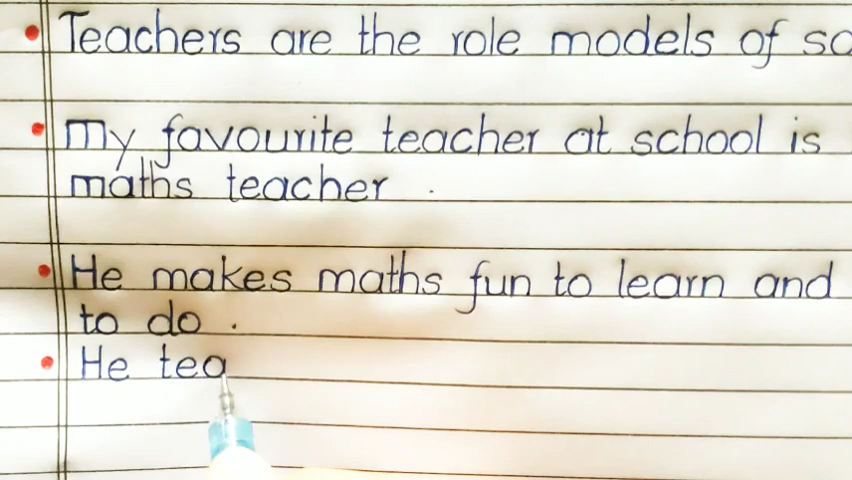 Teachers are the role models of so
My favourite teacher at school is
maths teacher .
He makes maths fun to learn and
to do .
He tea